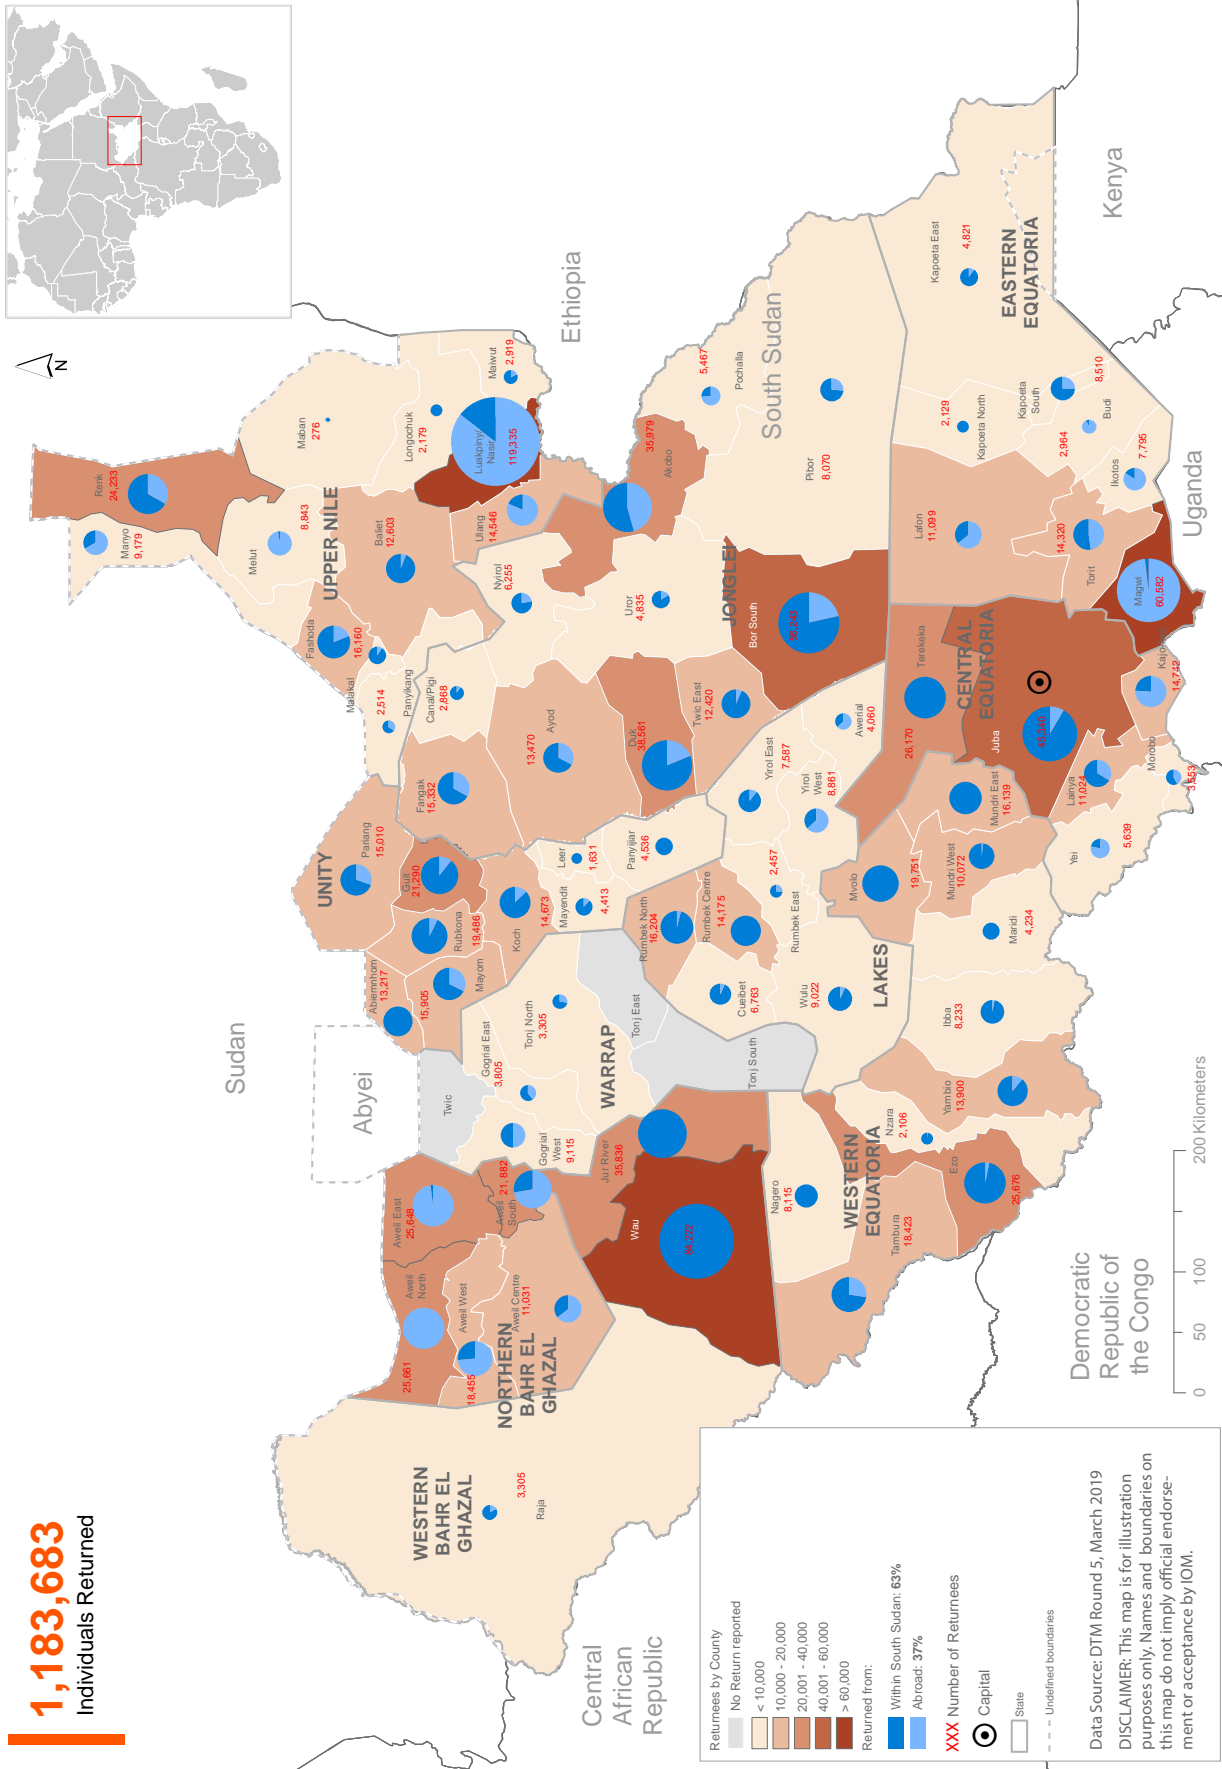 1,183,683
Individuals Returned
N
Sudan
Abyei
Ethiopia
South Sudan
Kenya
Uganda
Democratic
Republic of
the Congo
Central
African
Republic
UPPER NILE
Renk
24,233
Manyo
9,179
Maban
276
Melut
8,843
Longochuk
2,179
Maiwut
2,919
Luakpiny/
Nasir
119,335
Baliet
12,603
Ulang
14,546
Fashoda
16,160
Malakal
2,514
Panyikang
UNITY
Pariang
15,010
Guit
21,290
Rubkona
19,486
Abiemnhom
13,217
15,905
Mayom
Koch
14,673
Mayendit
4,413
Leer
1,631
Panyijiar
4,536
JONGLEI
Canal/Pigi
2,868
Fangak
15,332
Nyirol
6,255
Akobo
35,979
Uror
4,835
Ayod
13,470
Duk
38,561
Twic East
12,420
Bor South
Pochalla
5,467
Pibor
8,070
EASTERN
EQUATORIA
Kapoeta East
4,821
Kapoeta North
2,129
Kapoeta
South
8,510
Budi
2,964
Ikotos
7,795
Lafon
11,099
Torit
14,320
Magwi
60,582
CENTRAL
EQUATORIA
Terekeka
26,170
Juba
14,742
Lainya
11,024
Morobo
3,553
Yei
5,639
LAKES
Rumbek North
16,204
Rumbek Centre
14,175
Rumbek East
2,457
Cueibet
6,763
Wulu
9,022
Yirol East
7,587
Yirol
West
8,861
Awerial
4,060
WARRAP
Twic
Gogrial East
3,805
Gogrial
West
9,115
Tonj North
3,305
Tonj East
Tonj South
WESTERN
EQUATORIA
Mvolo
19,751
Mundri East
16,139
Mundri West
10,072
Maridi
4,234
Ibba
8,233
Yambio
13,900
Nzara
2,106
Ezo
25,676
Tambura
18,423
Nagero
8,115
NORTHERN
BAHR EL
GHAZAL
Aweil East
25,648
Aweil
North
25,661
Aweil West
18,455
Aweil Centre
11,031
Aweil
South
21,882
WESTERN
BAHR EL
GHAZAL
Jur River
35,836
Wau
Raja
3,305
Returnees by County
No Return reported
< 10,000
10,000 - 20,000
20,001 - 40,000
40,001 - 60,000
> 60,000
Returned from:
Within South Sudan: 63%
Abroad: 37%
XXX Number of Returnees
Capital
State
Undefined boundaries
Data Source: DTM Round 5, March 2019
DISCLAIMER: This map is for illustration
purposes only. Names and boundaries on
this map do not imply official endorse-
ment or acceptance by IOM.
0 50 100 200 Kilometers